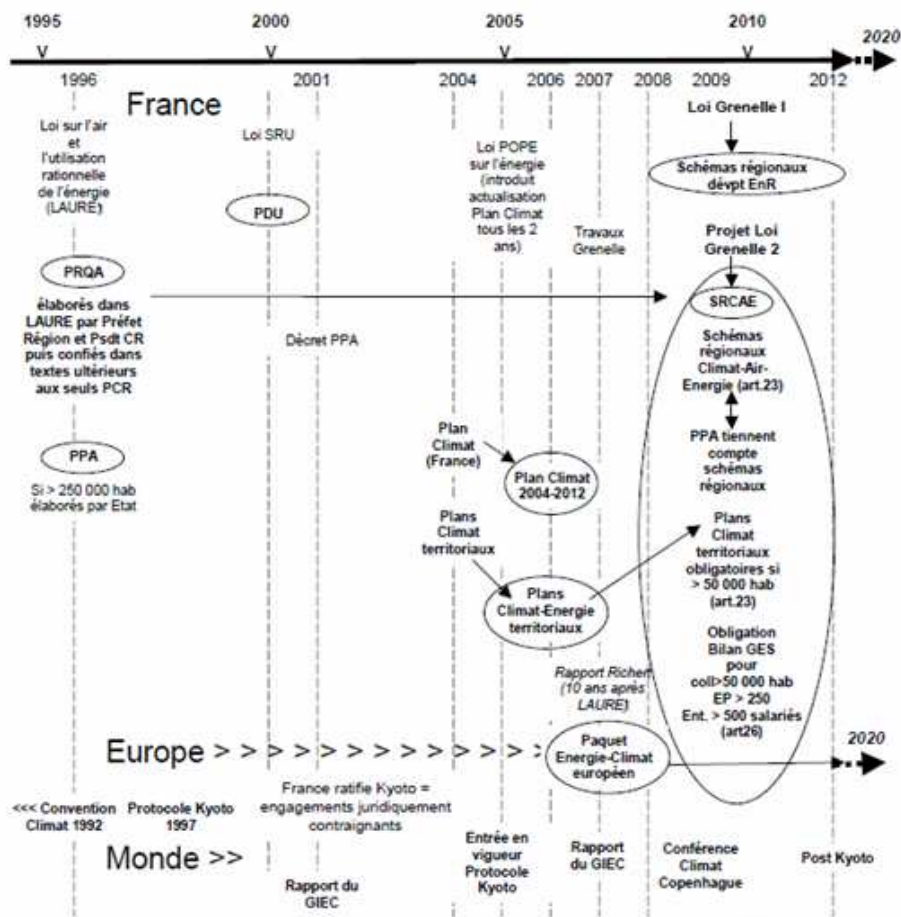 1995 2000 2005 2010 2020
1996 2001 2004 2006 2007 2008 2009 2012
France
Loi sur l'air
et
l'utilisation
rationnelle
de l'énergie
(LAURE)
PRQA
élaborés dans
LAURE par Préfet
Région et Psdt CR
puis confiés dans
textes ultérieurs
aux seuls PCR
PPA
Si > 250 000 hab
élaborés par Etat
Loi SRU
PDU
Décret PPA
Loi POPE
sur l'énergie
(introduit
actualisation
Plan Climat
tous les 2
ans)
Travaux
Grenelle
Plan
Climat
(France)
Plan Climat
2004-2012
Plans
Climat
territoriaux
Plans
Climat-Energie
territoriaux
Rapport Richert
(10 ans après
LAURE)
Loi Grenelle I
Schémas régionaux
dévpt EnR
Projet Loi
Grenelle 2
SRCAE
Schémas
régionaux
Climat-Air-
Energie (art.23)
PPA tiennent
compte
schémas
régionaux
Plans
Climat
territoriaux
obligatoires si
> 50 000 hab
(art.23)
Obligation
Bilan GES
pour
coll>50 000 hab
EP > 250
Ent. > 500 salariés
(art26)
Europe > > > > > > > > > > > >
Paquet
Energie-Climat
européen
2020
<<< Convention
Climat 1992
Protocole Kyoto
1997
France ratifie Kyoto =
engagements juridiquement
contraignants
Monde >>
Rapport du
GIEC
Entrée en
vigueur
Protocole
Kyoto
Rapport
du GIEC
Conférence
Climat
Copenhague
Post Kyoto